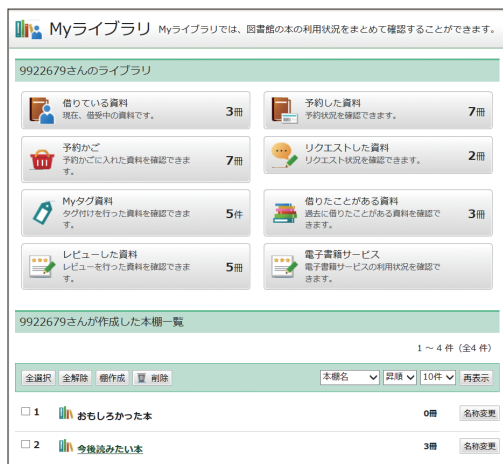 Myライブラリ Myライブラリでは、図書館の本の利用状況をまとめて確認することができます。
9922679さんのライブラリ
借りている資料
現在、借受中の資料です。
3冊
予約した資料
予約状況を確認できます。
7冊
予約かご
予約かごに入れた資料を確認できま
す。
7冊
リクエストした資料
リクエスト状況を確認できます。
2冊
Myタグ資料
タグ付けを行った資料を確認できま
す。
5件
借りたことがある資料
過去に借りたことがある資料を確認で
きます。
3冊
レビューした資料
レビューを行った資料を確認できま
す。
5冊
電子書籍サービス
電子書籍サービスの利用状況を確認で
きます。
9922679さんが作成した本棚一覧
1 ～ 4 件（全4 件）
全選択 全解除 棚作成 削除 本棚名 昇順 10件 再表示
1 おもしろかった本 0冊 名称変更
2 今後読みたい本 3冊 名称変更